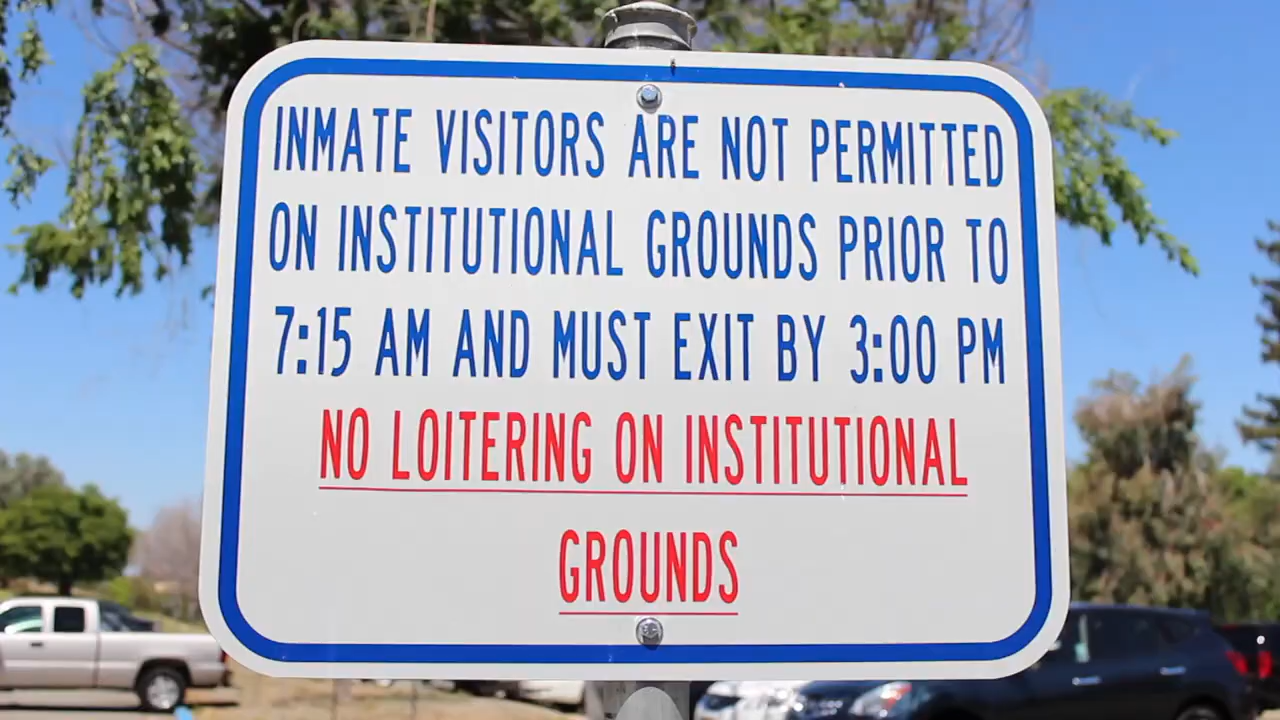 INMATE VISITORS ARE NOT PERMITTED
ON INSTITUTIONAL GROUNDS PRIOR TO
7:15 AM AND MUST EXIT BY 3:00 PM
NO LOITERING ON INSTITUTIONAL
GROUNDS